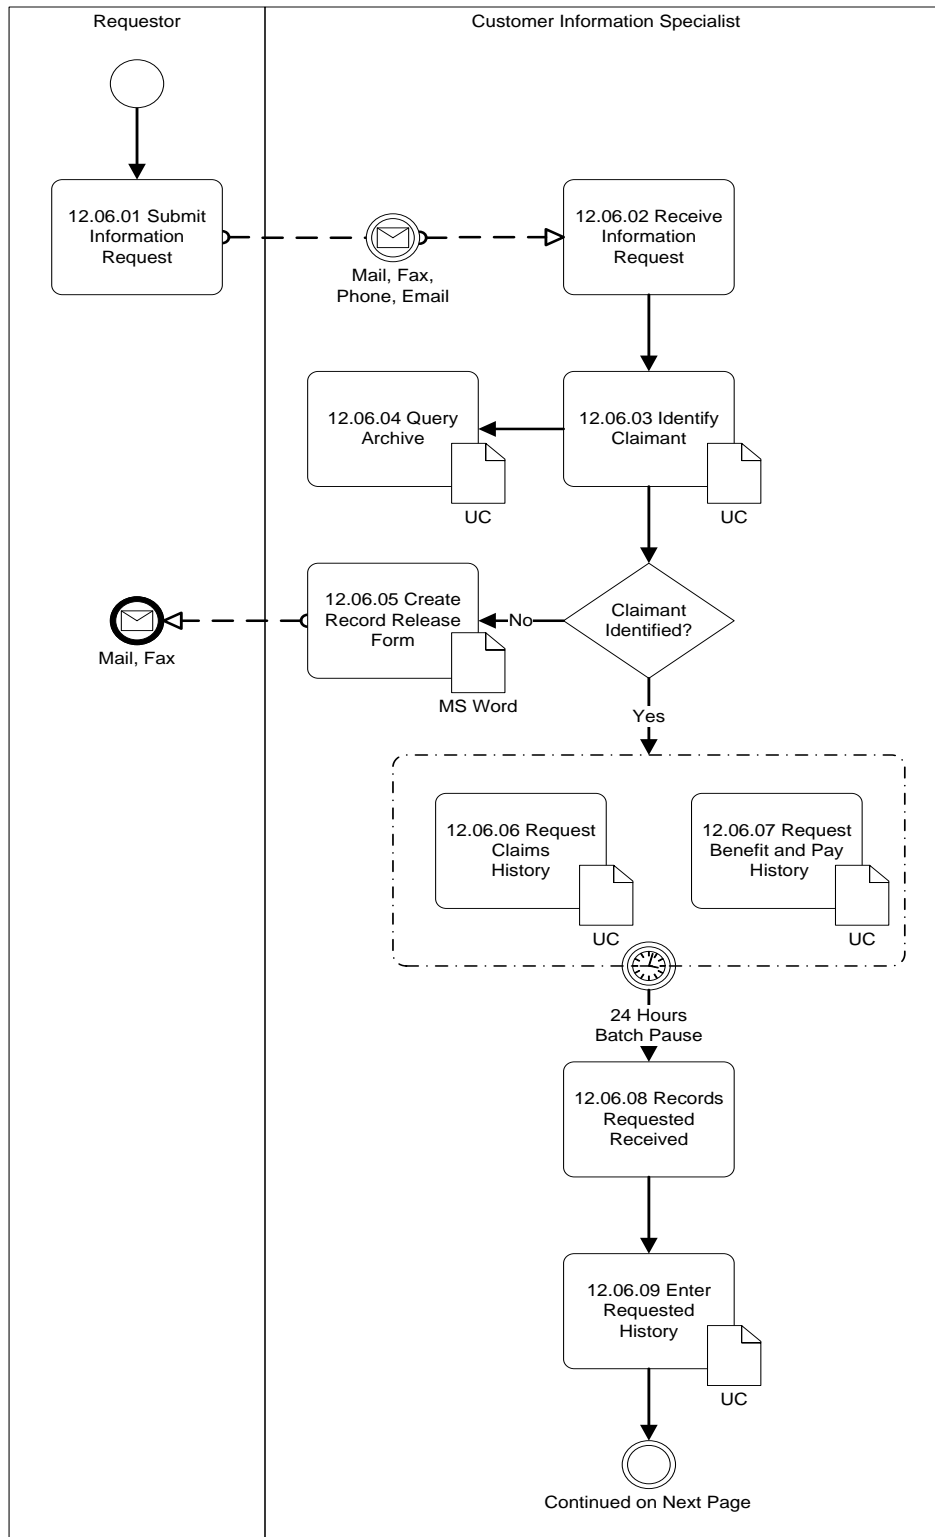 Requestor
Customer Information Specialist
12.06.01 Submit
Information
Request
Mail, Fax,
Phone, Email
12.06.02 Receive
Information
Request
12.06.04 Query
Archive
UC
12.06.03 Identify
Claimant
UC
Mail, Fax
12.06.05 Create
Record Release
Form
MS Word
No
Claimant
Identified?
Yes
12.06.06 Request
Claims
History
UC
12.06.07 Request
Benefit and Pay
History
UC
24 Hours
Batch Pause
12.06.08 Records
Requested
Received
12.06.09 Enter
Requested
History
UC
Continued on Next Page